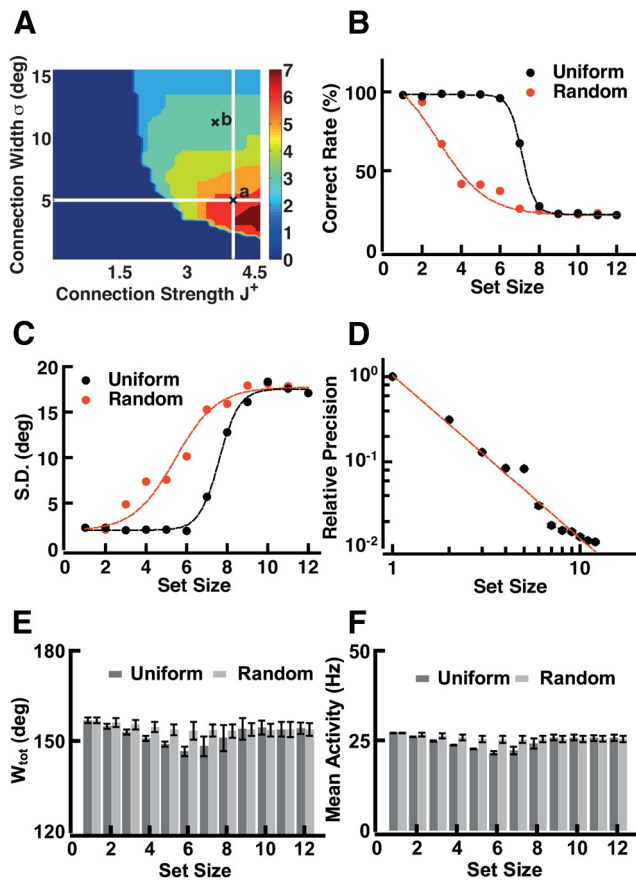 A
Connection Width σ (deg)
15
10
5
1.5
3
4.5
Connection Strength J+
b
a
7
6
5
4
3
2
1
0
B
Uniform
Random
Correct Rate (%)
100
50
0
0
2
4
6
8
10
12
Set Size
C
Uniform
Random
S.D. (deg)
20
15
10
5
0
0
2
4
6
8
10
12
Set Size
D
Relative Precision
10^0
10^-1
10^-2
1
10
Set Size
E
Uniform
Random
W_tot (deg)
180
150
120
0
2
4
6
8
10
12
Set Size
F
Uniform
Random
Mean Activity (Hz)
50
25
0
0
2
4
6
8
10
12
Set Size